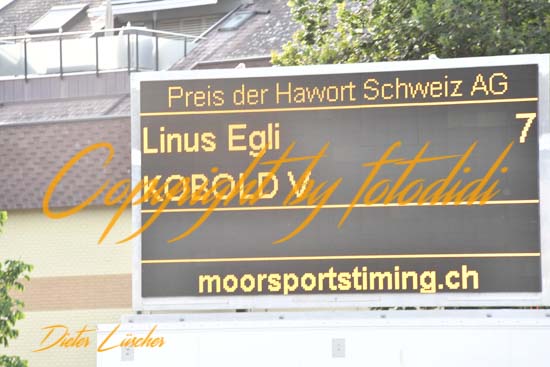 Preis der Hawort Schweiz AG
Linus Egli 7
KOBOLD V
Copyright by fotodidi
moorsportstiming.ch
Dieter Lüscher